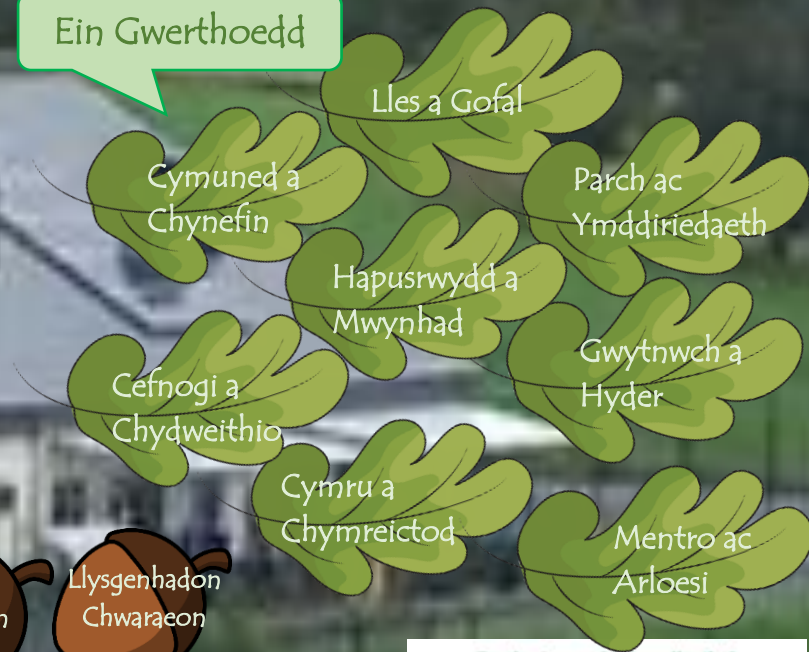 Ein Gwerthoedd
Lles a Gofal
Cymuned a
Chynefin
Parch ac
Ymddiriedaeth
Hapusrwydd a
Mwynhad
Gwytnwch a
Hyder
Cefnogi a
Chydweithio
Cymru a
Chymreictod
Mentro ac
Arloesi
Llysgenhadon
Chwaraeon